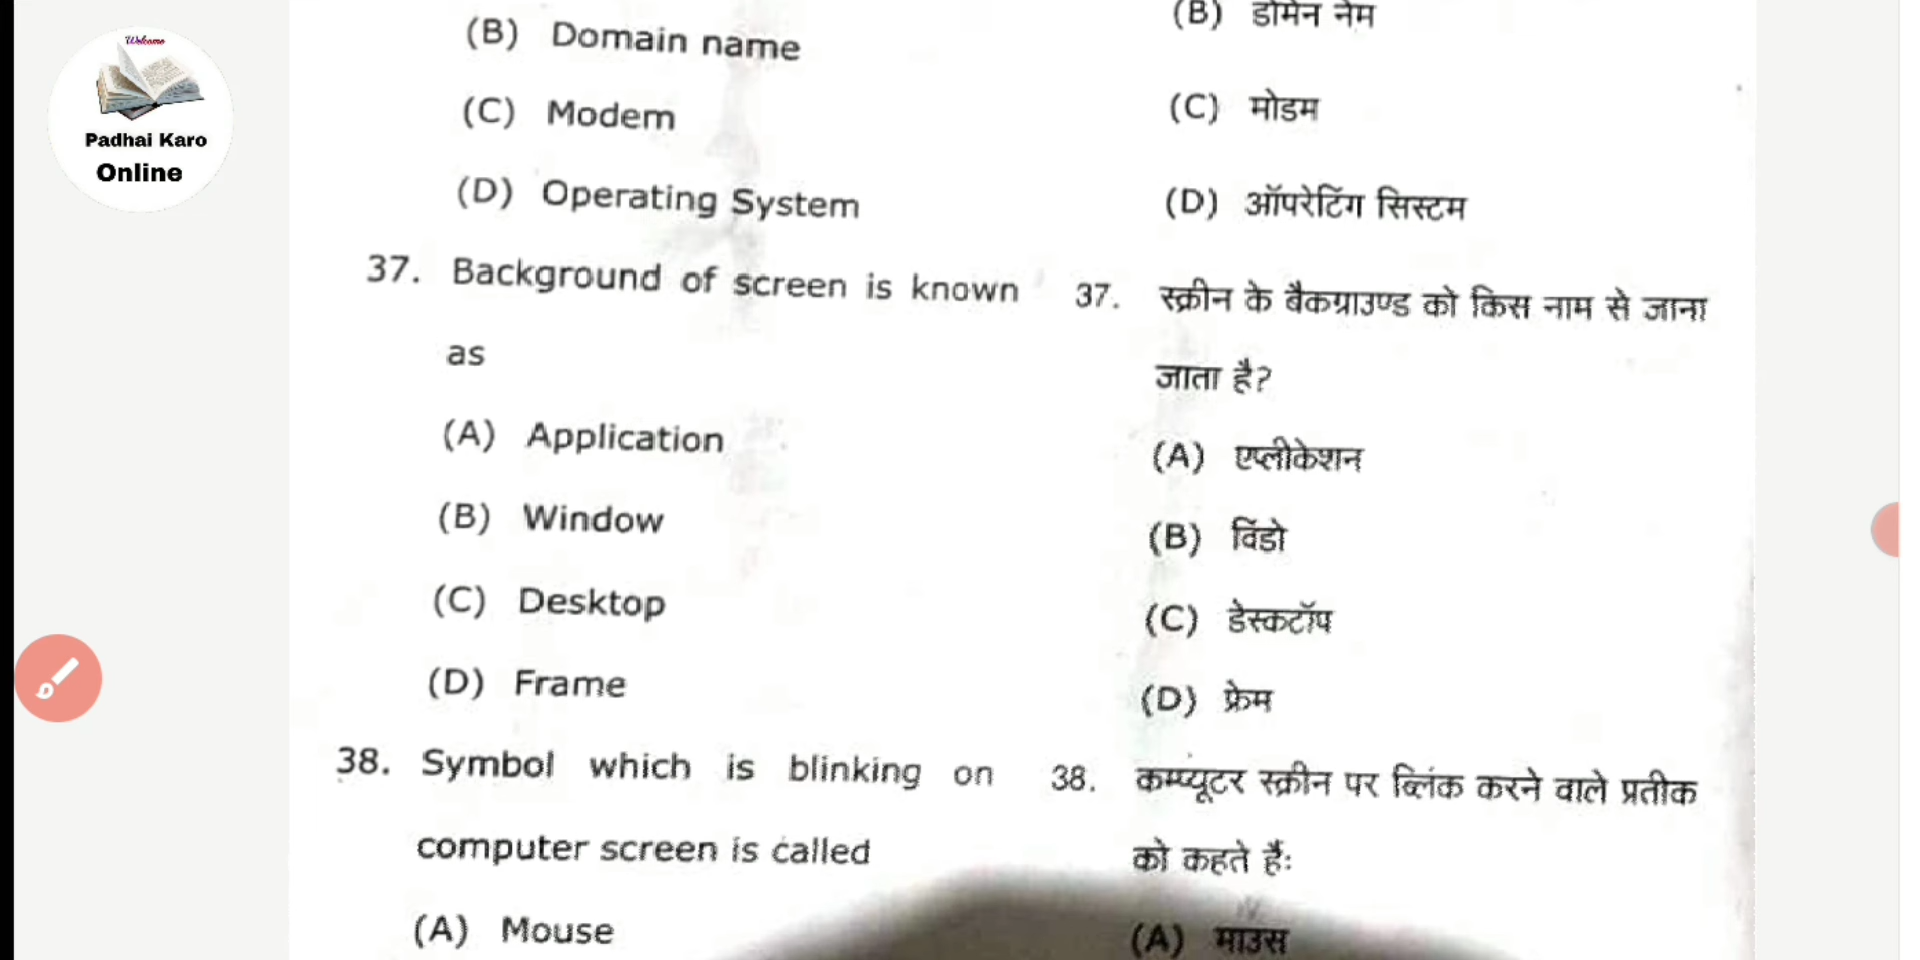 Welcome
Padhai Karo
Online
(B) Domain name
(C) Modem
(D) Operating System
37. Background of screen is known
as
(A) Application
(B) Window
(C) Desktop
(D) Frame
38. Symbol which is blinking on
computer screen is called
(A) Mouse
(B) डोमेन नेम
(C) मोडम
(D) ऑपरेटिंग सिस्टम
37. स्क्रीन के बैकग्राउण्ड को किस नाम से जाना
जाता है?
(A) एप्लीकेशन
(B) विंडो
(C) डेस्कटॉप
(D) फ्रेम
38. कम्प्यूटर स्क्रीन पर ब्लिंक करने वाले प्रतीक
को कहते हैंः
(A) माउस